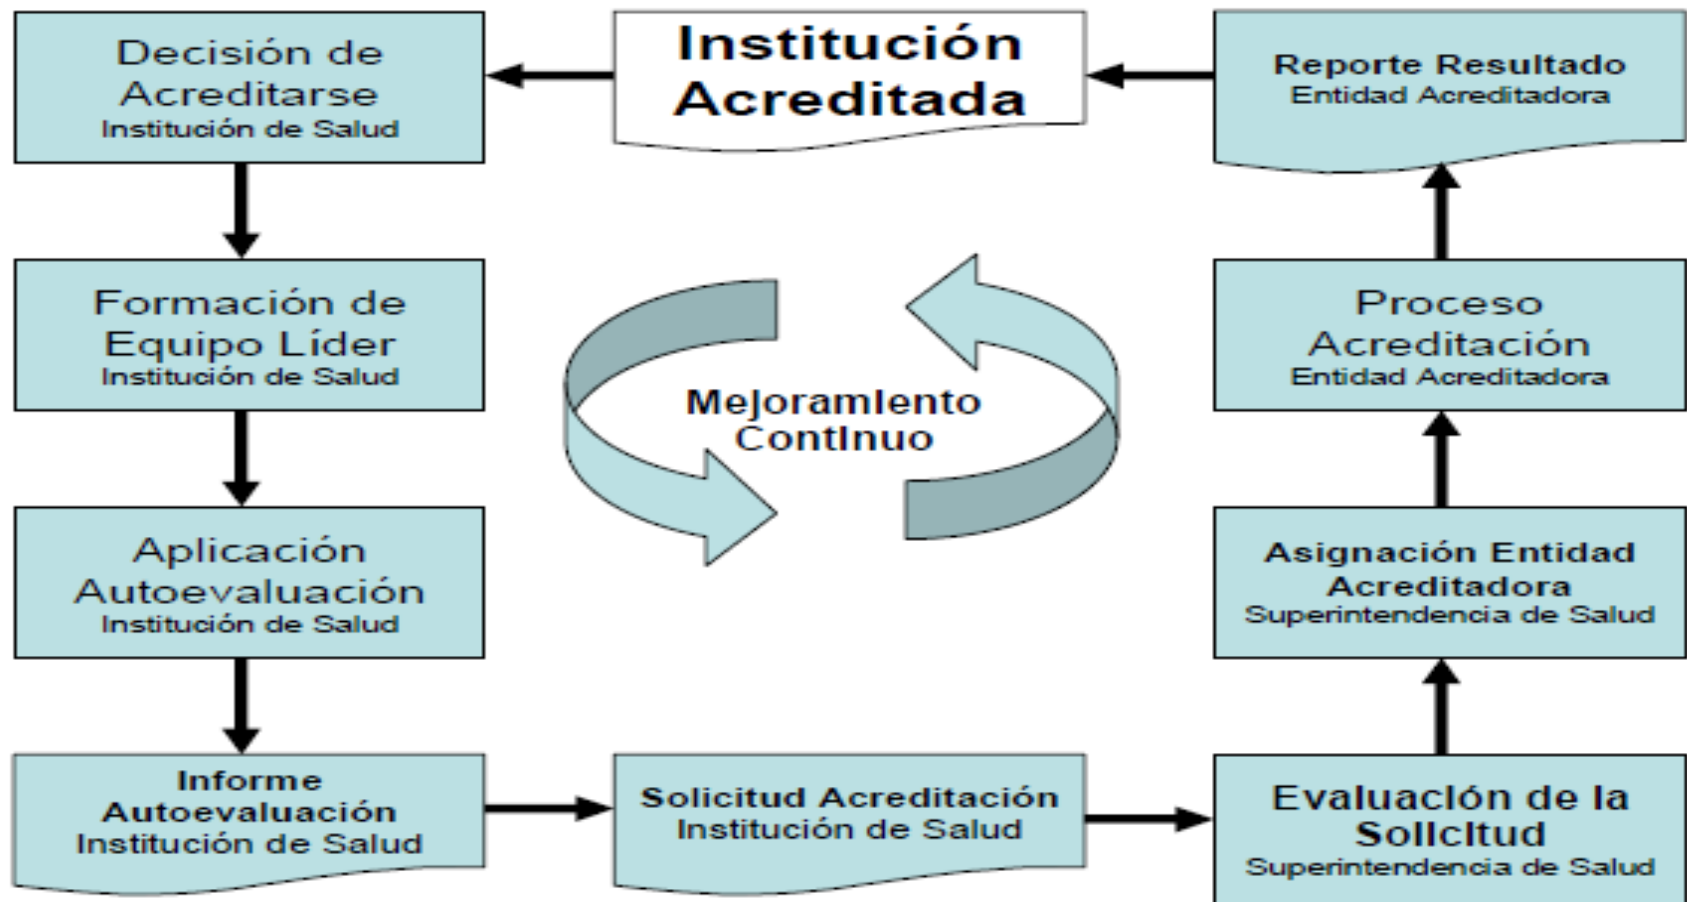 Decisión de
Acreditarse
Institución de Salud
Institución
Acreditada
Reporte Resultado
Entidad Acreditadora
Formación de
Equipo Líder
Institución de Salud
Mejoramiento
Continuo
Proceso
Acreditación
Entidad Acreditadora
Aplicación
Autoevaluación
Institución de Salud
Asignación Entidad
Acreditadora
Superintendencia de Salud
Informe
Autoevaluación
Institución de Salud
Solicitud Acreditación
Institución de Salud
Evaluación de la
Solicitud
Superintendencia de Salud